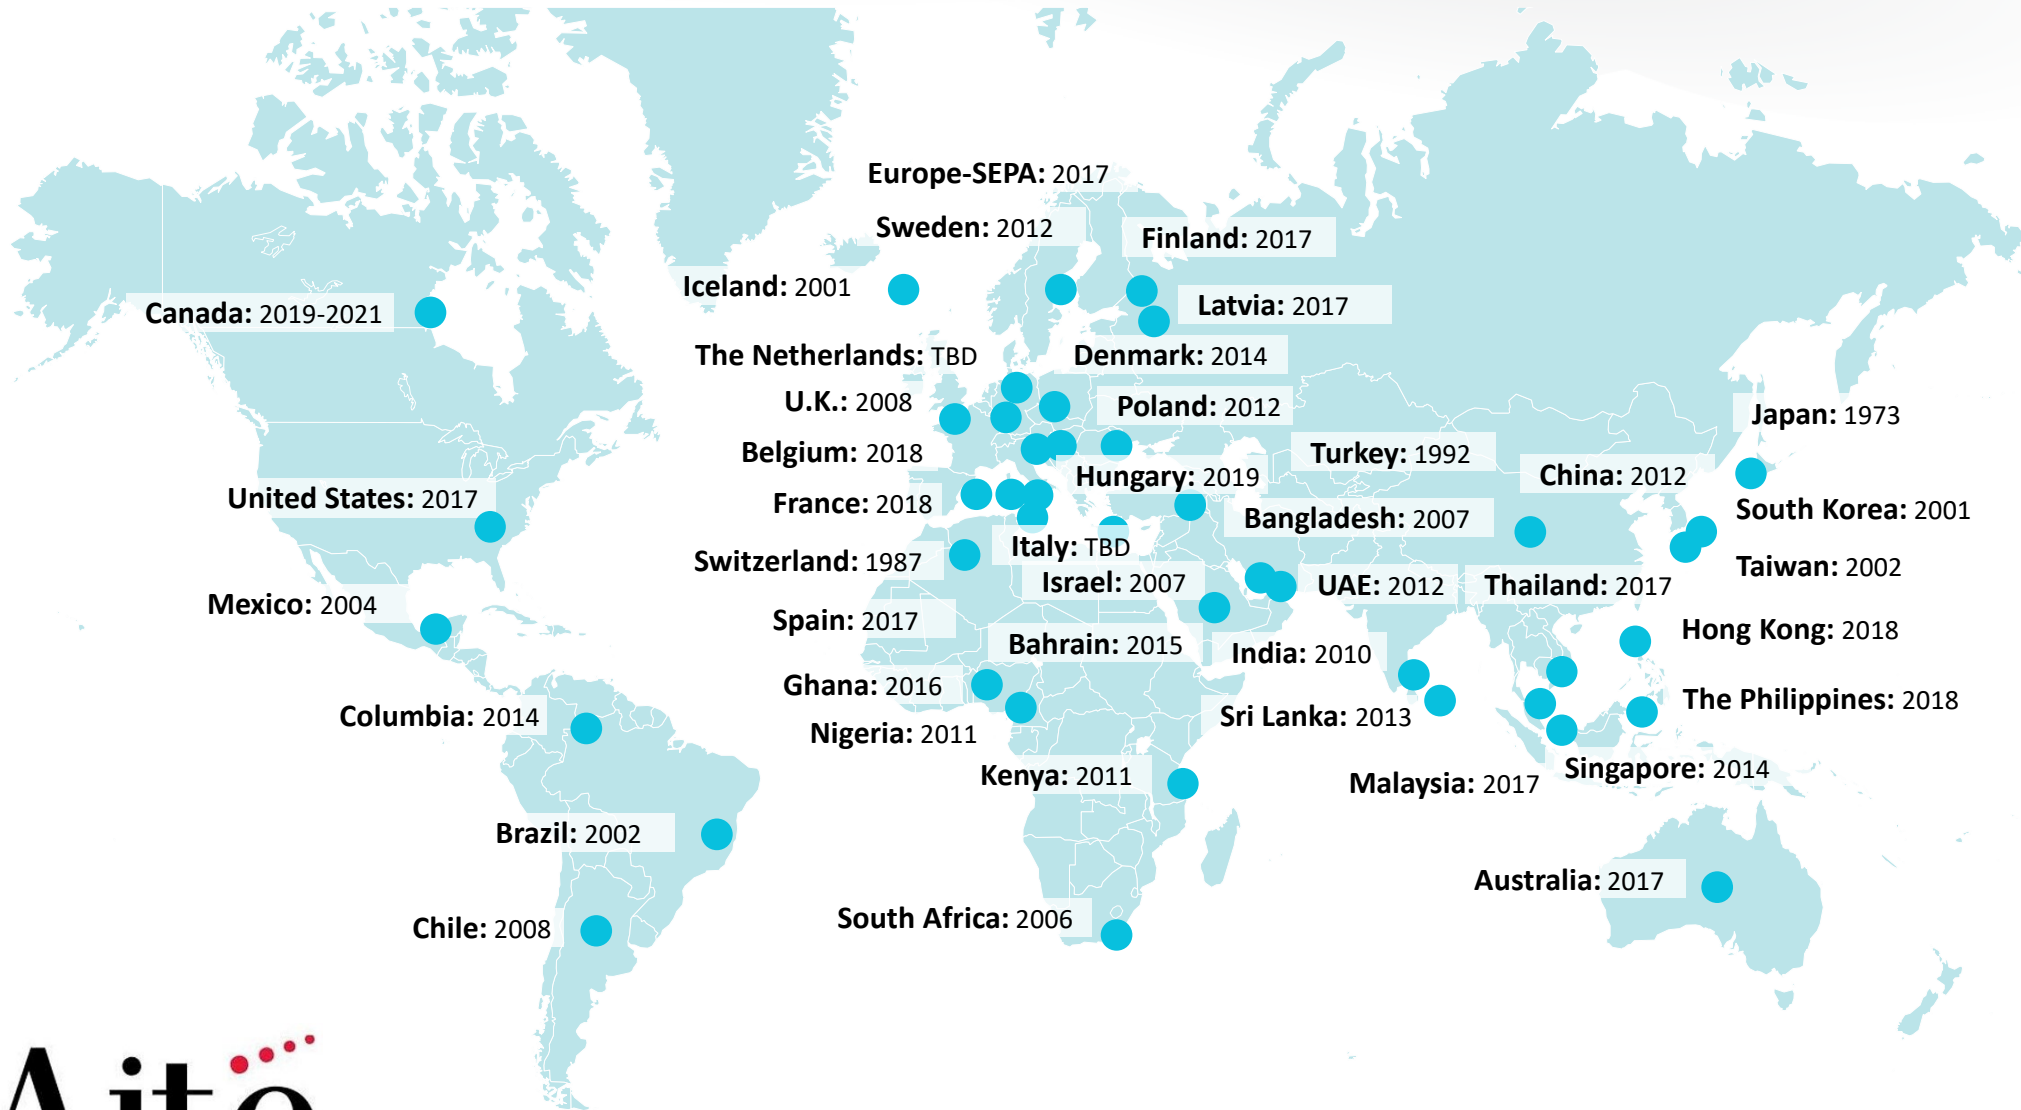 Europe-SEPA: 2017
Sweden: 2012
Finland: 2017
Iceland: 2001
Latvia: 2017
Canada: 2019-2021
The Netherlands: TBD
Denmark: 2014
U.K.: 2008
Poland: 2012
Japan: 1973
Belgium: 2018
Turkey: 1992
Hungary: 2019
China: 2012
United States: 2017
France: 2018
South Korea: 2001
Bangladesh: 2007
Italy: TBD
Switzerland: 1987
Taiwan: 2002
Israel: 2007
UAE: 2012
Thailand: 2017
Mexico: 2004
Spain: 2017
Hong Kong: 2018
Bahrain: 2015
India: 2010
Ghana: 2016
The Philippines: 2018
Columbia: 2014
Sri Lanka: 2013
Nigeria: 2011
Kenya: 2011
Singapore: 2014
Malaysia: 2017
Brazil: 2002
Australia: 2017
South Africa: 2006
Chile: 2008
Aite